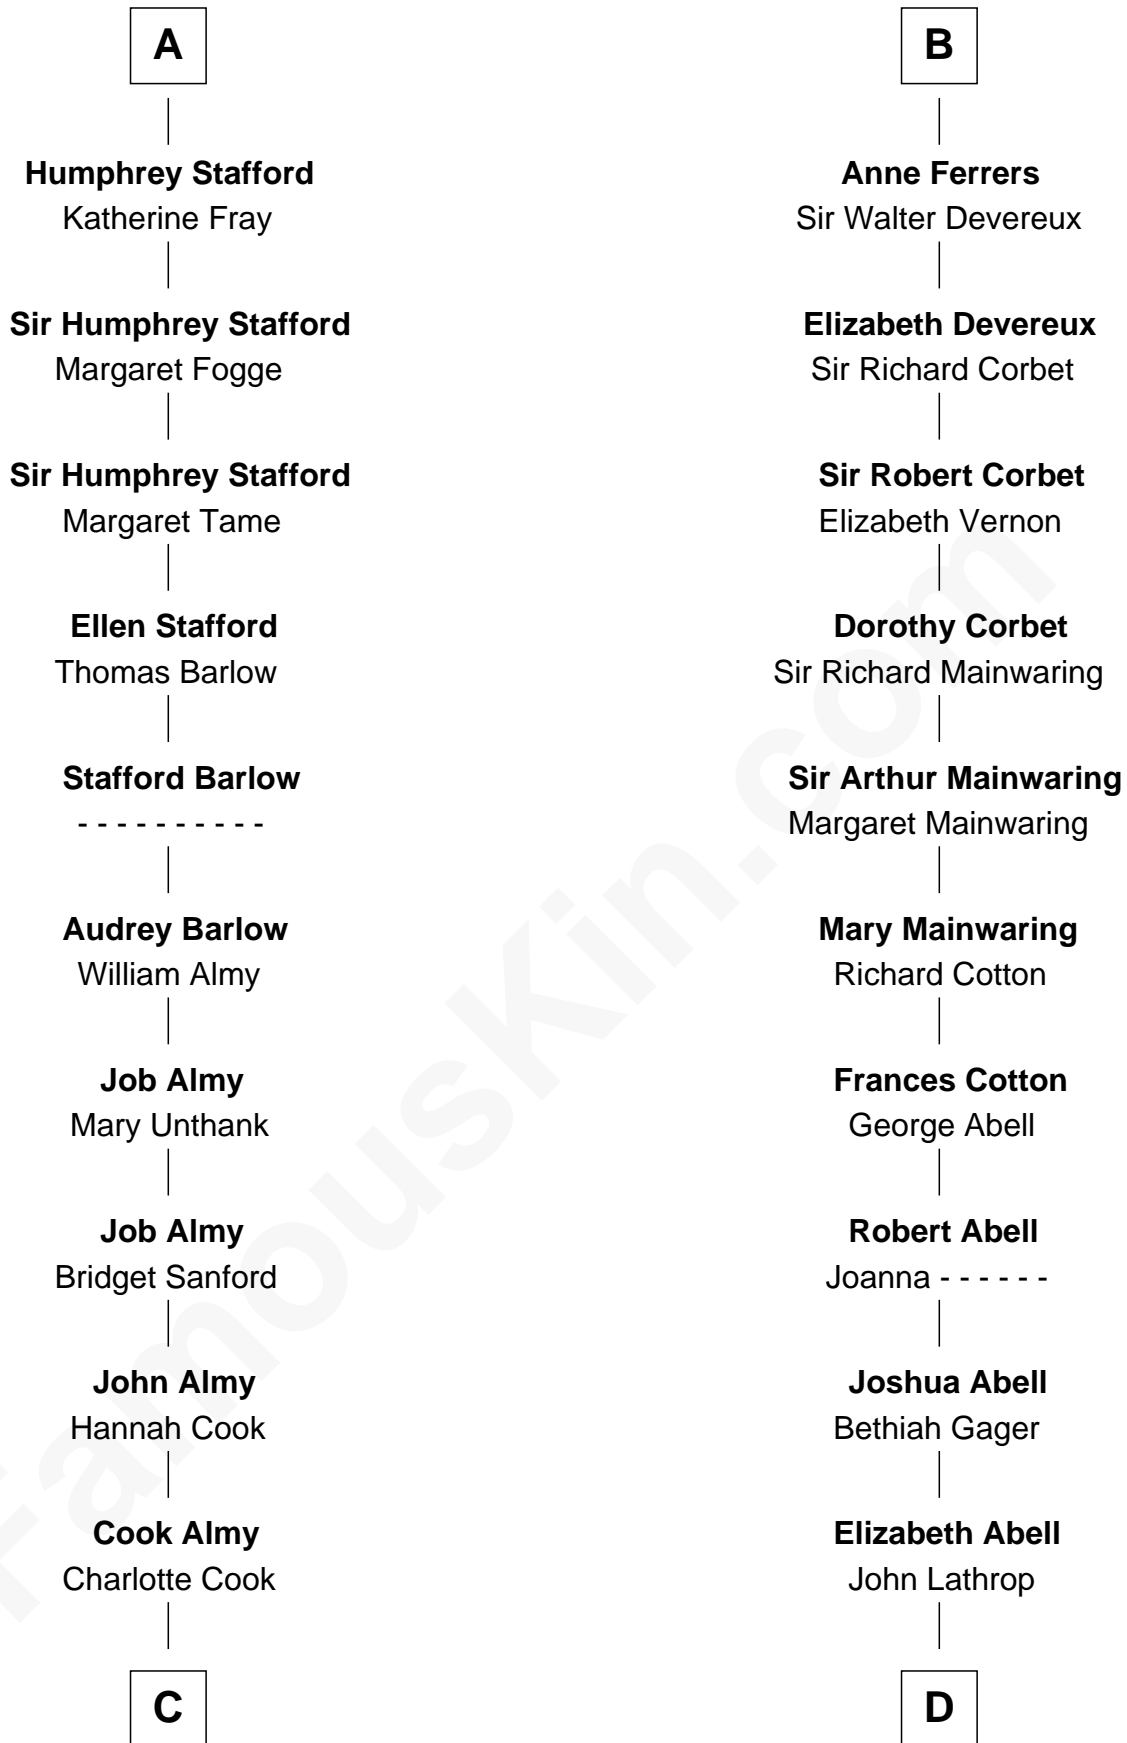 A
Humphrey Stafford
Katherine Fray
Sir Humphrey Stafford
Margaret Fogge
Sir Humphrey Stafford
Margaret Tame
Ellen Stafford
Thomas Barlow
Stafford Barlow
- - - - - - - - - -
Audrey Barlow
William Almy
Job Almy
Mary Unthank
Job Almy
Bridget Sanford
John Almy
Hannah Cook
Cook Almy
Charlotte Cook
C
B
Anne Ferrers
Sir Walter Devereux
Elizabeth Devereux
Sir Richard Corbet
Sir Robert Corbet
Elizabeth Vernon
Dorothy Corbet
Sir Richard Mainwaring
Sir Arthur Mainwaring
Margaret Mainwaring
Mary Mainwaring
Richard Cotton
Frances Cotton
George Abell
Robert Abell
Joanna - - - - - -
Joshua Abell
Bethiah Gager
Elizabeth Abell
John Lathrop
D
FamousKin.com